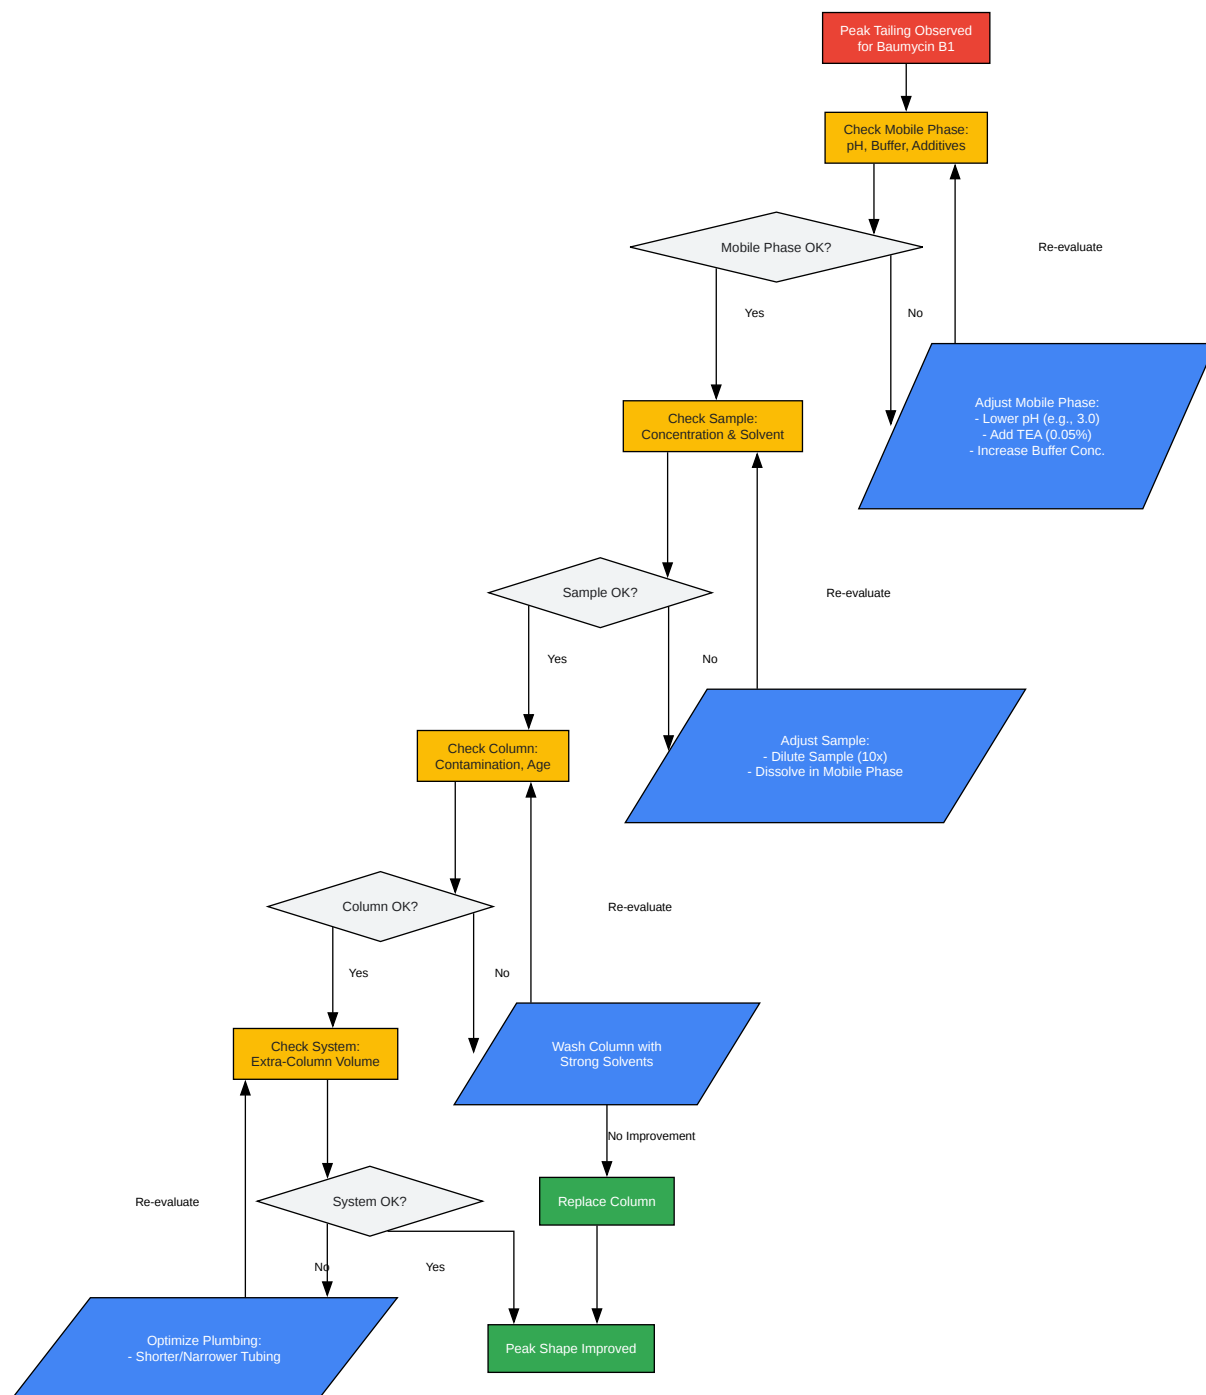 Peak Tailing Observed
for Baumycin B1
Check Mobile Phase:
pH, Buffer, Additives
Mobile Phase OK?
Re-evaluate
Yes
No
Adjust Mobile Phase:
- Lower pH (e.g., 3.0)
- Add TEA (0.05%)
- Increase Buffer Conc.
Check Sample:
Concentration & Solvent
Sample OK?
Re-evaluate
Yes
No
Adjust Sample:
- Dilute Sample (10x)
- Dissolve in Mobile Phase
Check Column:
Contamination, Age
Column OK?
Re-evaluate
Yes
No
Wash Column with
Strong Solvents
Check System:
Extra-Column Volume
No Improvement
Re-evaluate
System OK?
Replace Column
No
Yes
Optimize Plumbing:
- Shorter/Narrower Tubing
Peak Shape Improved